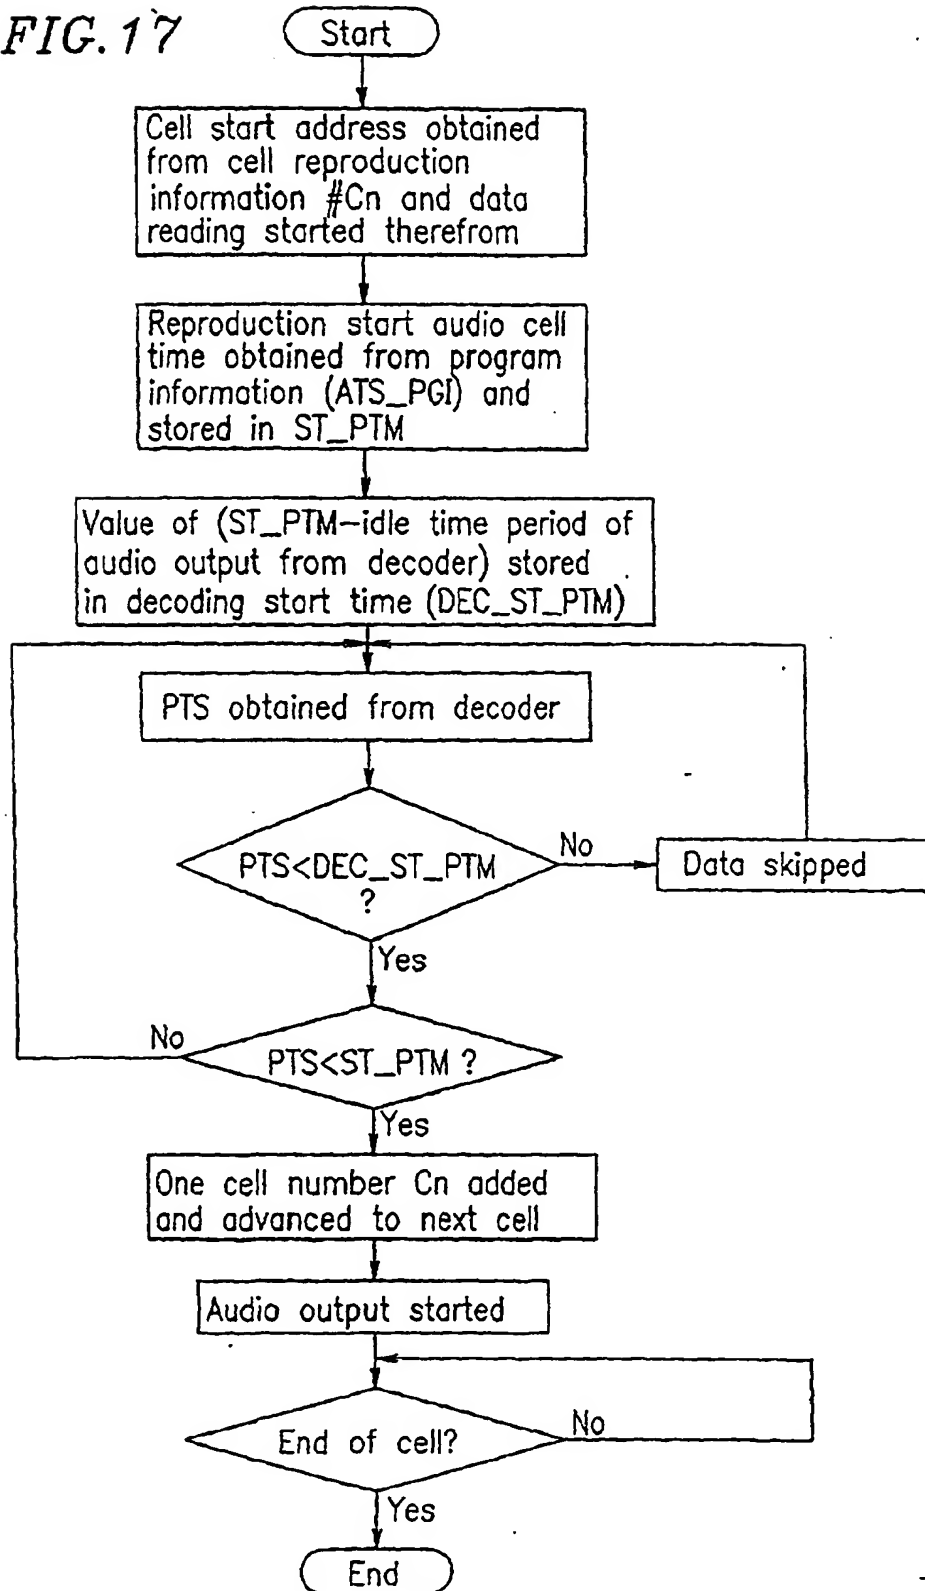 FIG.17
Start
Cell start address obtained
from cell reproduction
information #Cn and data
reading started therefrom
Reproduction start audio cell
time obtained from program
information (ATS_PGI) and
stored in ST_PTM
Value of (ST_PTM-idle time period of
audio output from decoder) stored
in decoding start time (DEC_ST_PTM)
PTS obtained from decoder
PTS<DEC_ST_PTM
?
No
Data skipped
Yes
No
PTS<ST_PTM ?
Yes
One cell number Cn added
and advanced to next cell
Audio output started
End of cell?
No
Yes
End